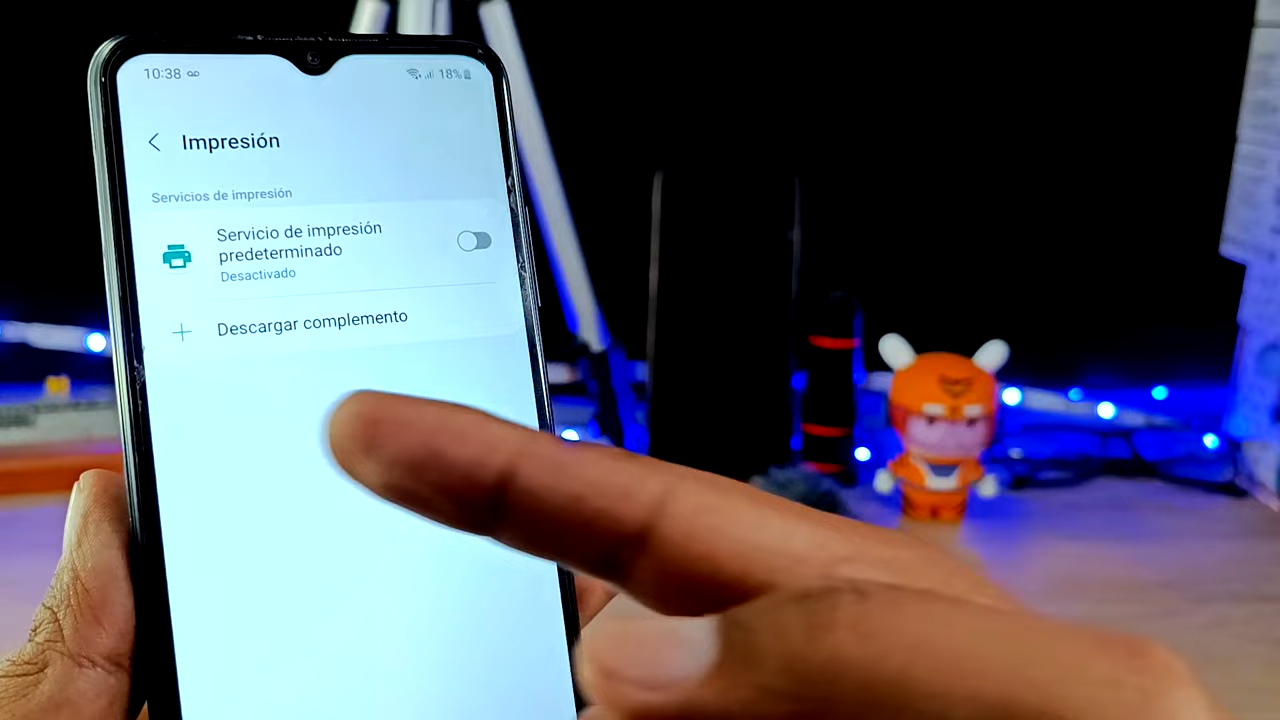 10:38
18%
Impresión
Servicios de impresión
Servicio de impresión
predeterminado
Desactivado
Descargar complemento